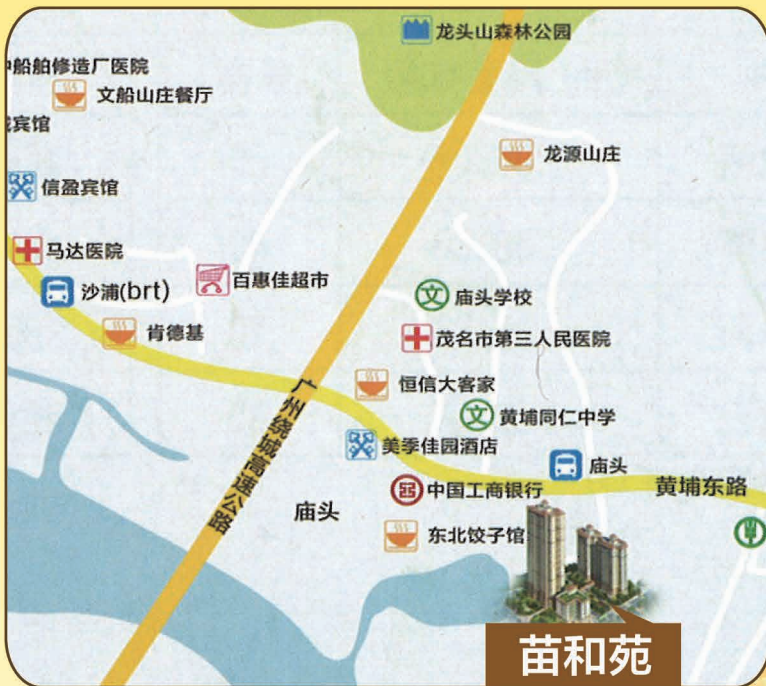 龙头山森林公园
船舶修造厂医院
文船山庄餐厅
宾馆
龙源山庄
信盈宾馆
马达医院
沙浦(brt)
百惠佳超市
庙头学校
肯德基
茂名市第三人民医院
恒信大客家
广州绕城高速公路
黄埔同仁中学
美季佳园酒店
庙头
中国工商银行
黄埔东路
庙头
东北饺子馆
苗和苑
文
文